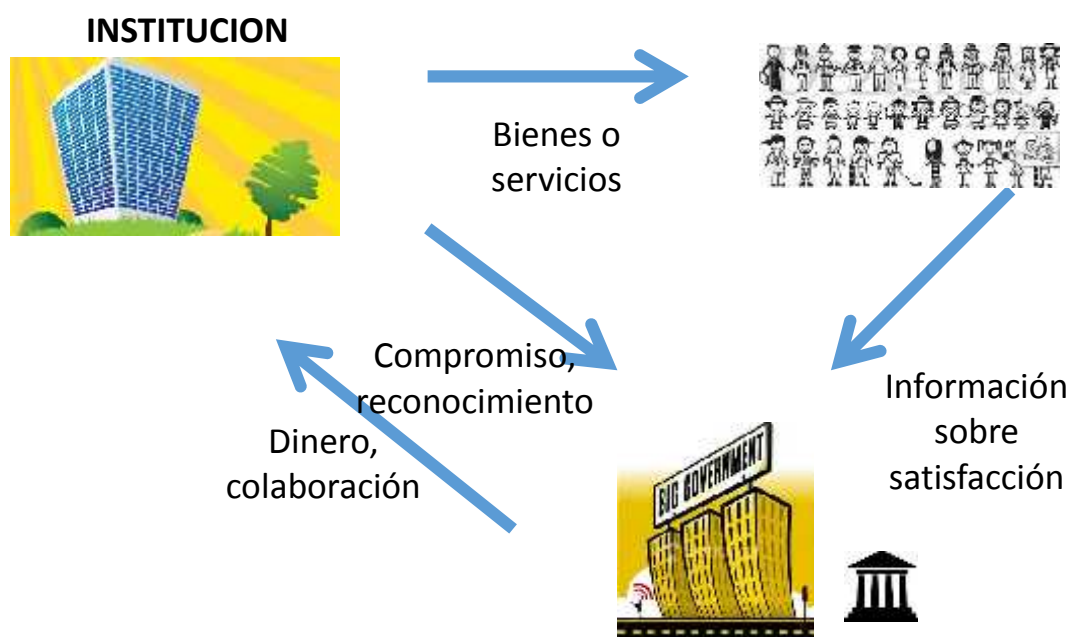 INSTITUCION
Bienes o
servicios
Compromiso,
reconocimiento
Dinero,
colaboración
Información
sobre
satisfacción
BIG GOVERNMENT